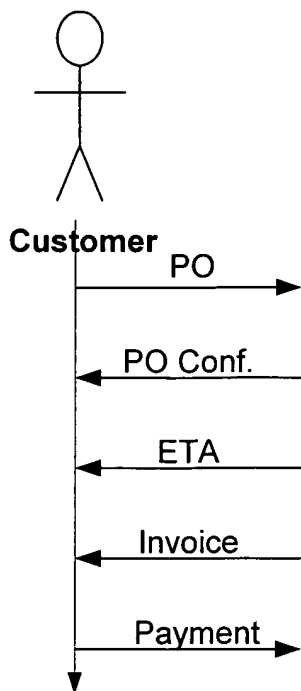 Customer
PO
PO Conf.
ETA
Invoice
Payment